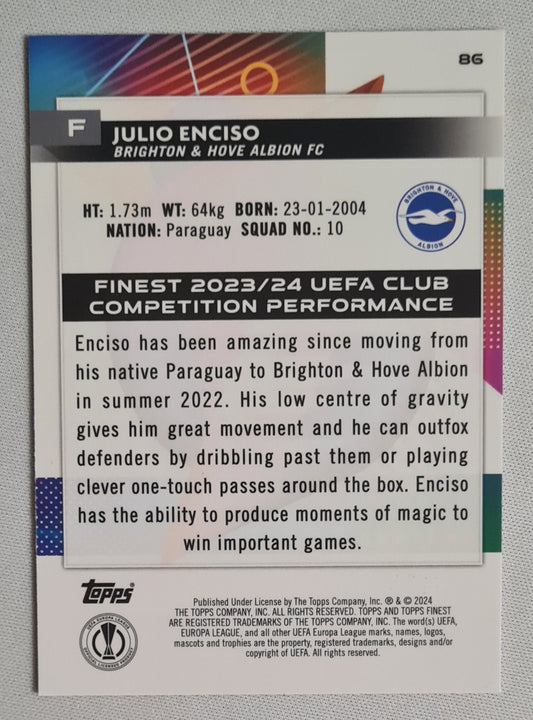 86
F
JULIO ENCISO
BRIGHTON & HOVE ALBION FC
HT: 1.73m WT: 64kg BORN: 23-01-2004
NATION: Paraguay SQUAD NO.: 10
BRIGHTON & HOVE
ALBION
FINEST 2023/24 UEFA CLUB
COMPETITION PERFORMANCE
Enciso has been amazing since moving from
his native Paraguay to Brighton & Hove Albion
in summer 2022. His low centre of gravity
gives him great movement and he can outfox
defenders by dribbling past them or playing
clever one-touch passes around the box. Enciso
has the ability to produce moments of magic to
win important games.
Topps®
UEFA EUROPA LEAGUE
OFFICIAL LICENSED PRODUCT
Published Under License by The Topps Company, Inc. ® & © 2024
THE TOPPS COMPANY, INC. ALL RIGHTS RESERVED. TOPPS AND TOPPS FINEST
ARE REGISTERED TRADEMARKS OF THE TOPPS COMPANY, INC. The word(s) UEFA,
EUROPA LEAGUE, and all other UEFA Europa League marks, names, logos,
mascots and trophies are the property, registered trademarks, designs and/or
copyright of UEFA. All rights reserved.